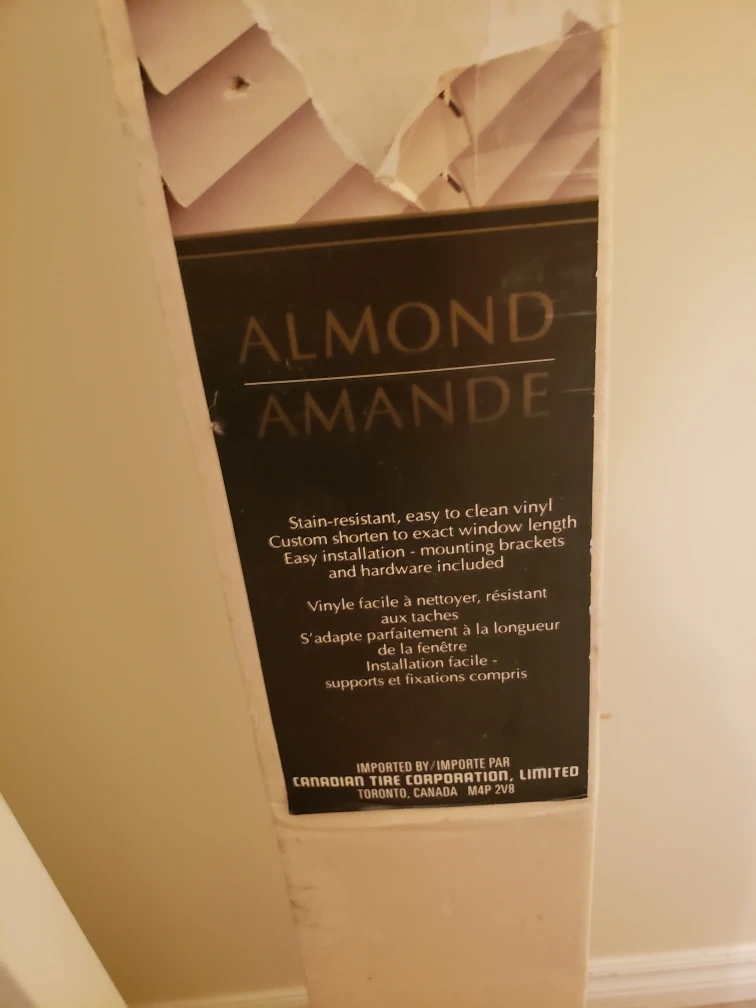 ALMOND
AMANDE
Stain-resistant, easy to clean vinyl
Custom shorten to exact window length
Easy installation - mounting brackets
and hardware included
Vinyle facile à nettoyer, résistant
aux taches
S'adapte parfaitement à la longueur
de la fenêtre
Installation facile -
supports et fixations compris
IMPORTED BY/IMPORTE PAR
CANADIAN TIRE CORPORATION, LIMITED
TORONTO, CANADA M4P 2V8